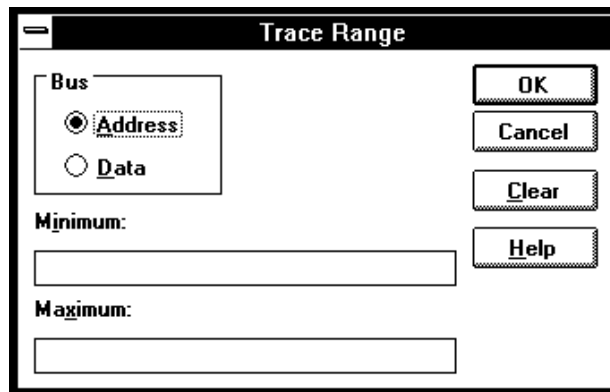 Trace Range
Bus
Address
Data
Minimum:
Maximum:
OK
Cancel
Clear
Help